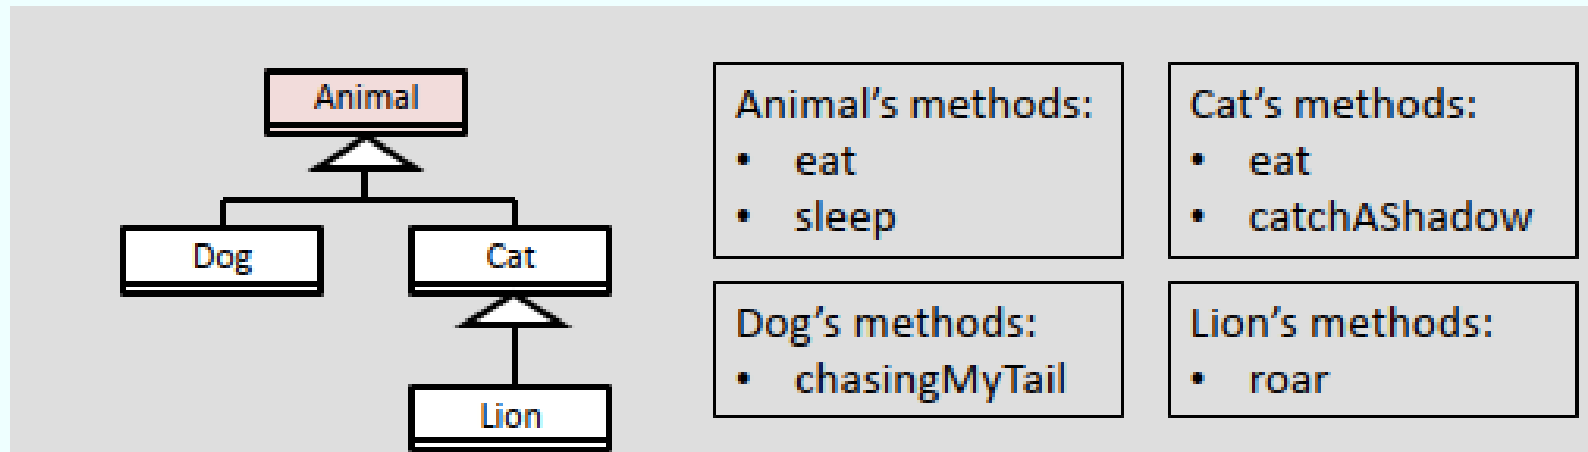 Animal
Dog
Cat
Lion
Animal’s methods:
• eat
• sleep
Cat’s methods:
• eat
• catchAShadow
Dog’s methods:
• chasingMyTail
Lion’s methods:
• roar